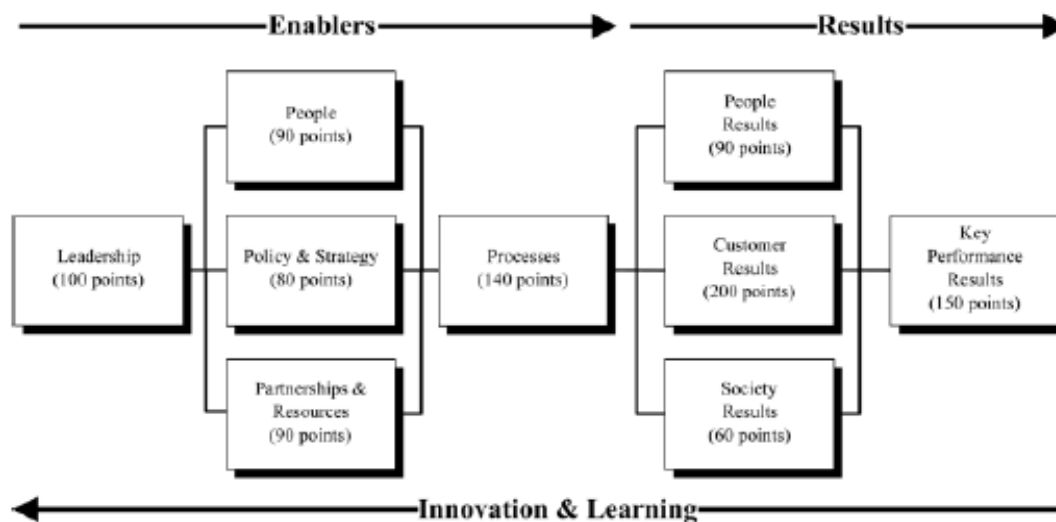 Enablers
Results
People
(90 points)
People
Results
(90 points)
Leadership
(100 points)
Policy & Strategy
(80 points)
Processes
(140 points)
Customer
Results
(200 points)
Key
Performance
Results
(150 points)
Partnerships &
Resources
(90 points)
Society
Results
(60 points)
Innovation & Learning